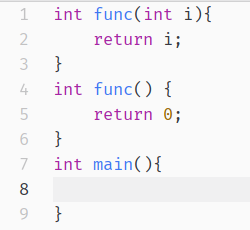 1 int func(int i){
2     return i;
3 }
4 int func() {
5     return 0;
6 }
7 int main(){
8
9 }